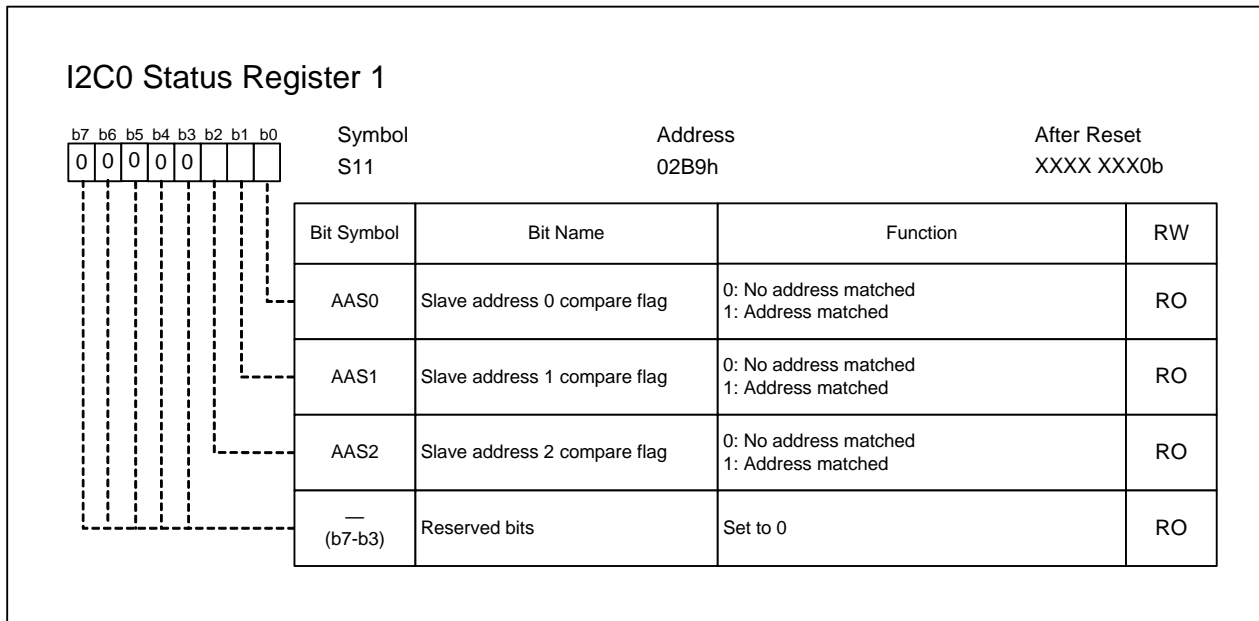 I2C0 Status Register 1
b7 b6 b5 b4 b3 b2 b1 b0
0 0 0 0 0
Symbol Address After Reset
S11 02B9h XXXX XXX0b
Bit Symbol Bit Name Function RW
AAS0 Slave address 0 compare flag 0: No address matched
1: Address matched RO
AAS1 Slave address 1 compare flag 0: No address matched
1: Address matched RO
AAS2 Slave address 2 compare flag 0: No address matched
1: Address matched RO
—
(b7-b3) Reserved bits Set to 0 RO